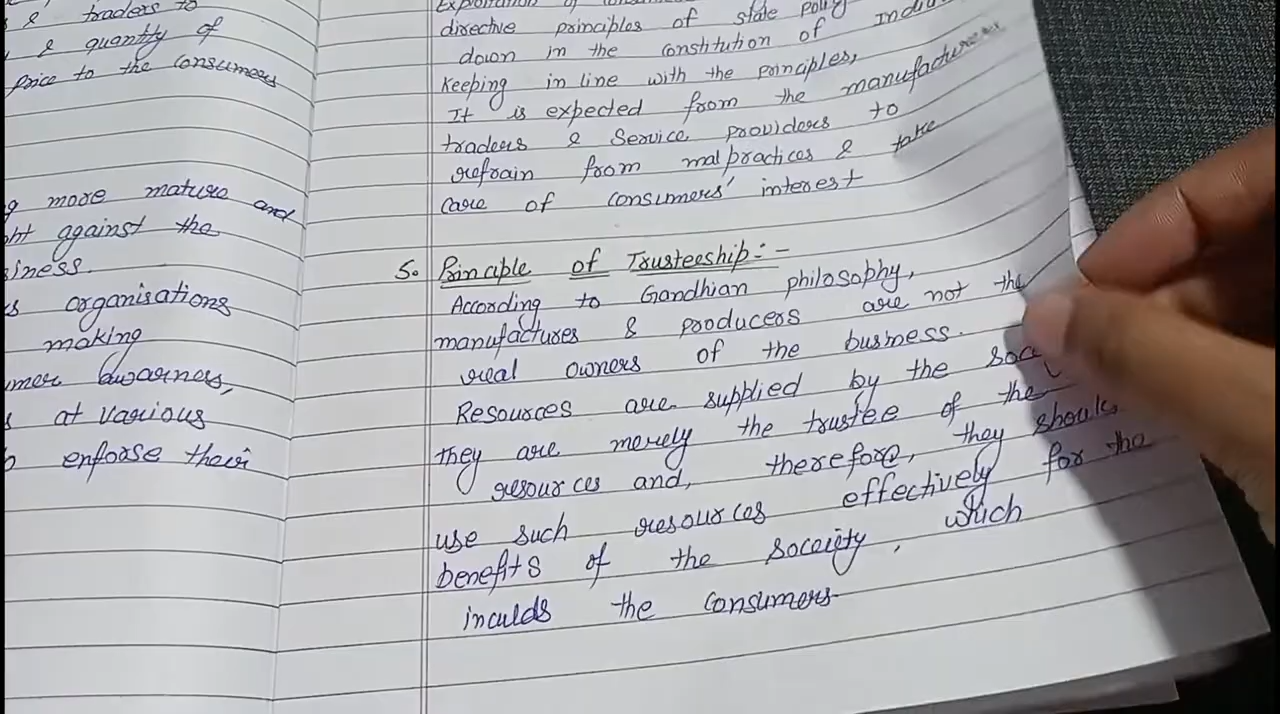 & traders to
& quantity of
price to the consumers
more mature and
against the
organisations
making
awarness,
at various
enforse their
directive principles of state policy
down in the constitution of India
Keeping in line with the principles,
It is expected from the manufacturers
traders & Service providers to
refrain from malpractices & take
care of consumers' interest
5. Principle of Trusteeship:-
According to Gandhian philosophy,
manufactures & producers are not the
real owners of the business.
Resources are supplied by the
They are merely the trustee of the
resources and, therefore, they should
use such resources effectively for the
benefits of the soceity, which
inculds the consumers